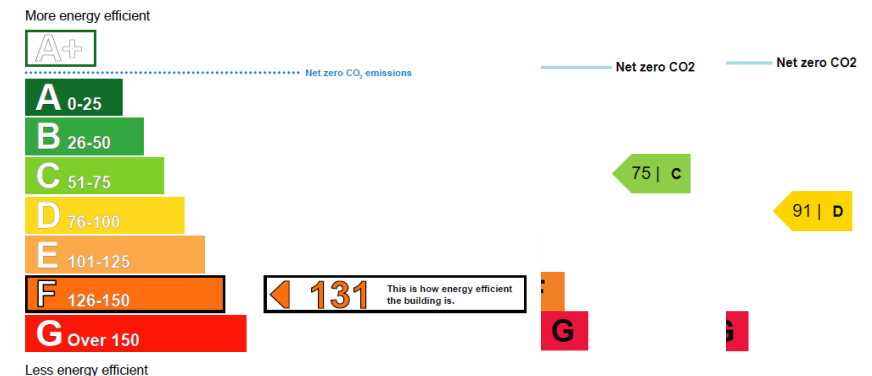 More energy efficient
A+
Net zero CO₂ emissions
Net zero CO2
Net zero CO2
A 0-25
B 26-50
C 51-75
75 | C
D 76-100
91 | D
E 101-125
F 126-150
131
This is how energy efficient
the building is.
F
G Over 150
G
G
Less energy efficient